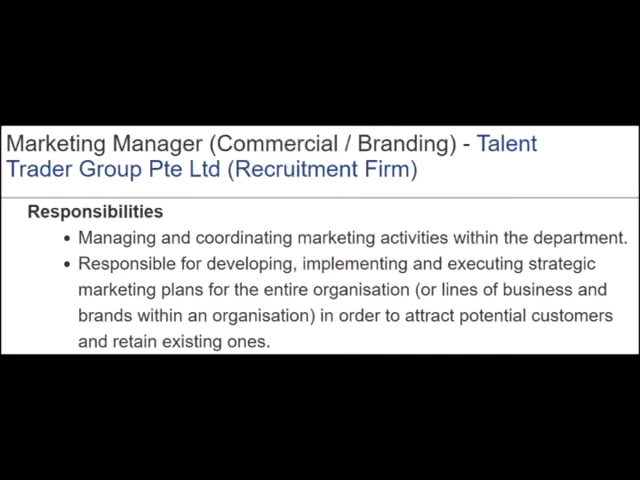 Marketing Manager (Commercial / Branding) - Talent
Trader Group Pte Ltd (Recruitment Firm)
Responsibilities
• Managing and coordinating marketing activities within the department.
• Responsible for developing, implementing and executing strategic
marketing plans for the entire organisation (or lines of business and
brands within an organisation) in order to attract potential customers
and retain existing ones.